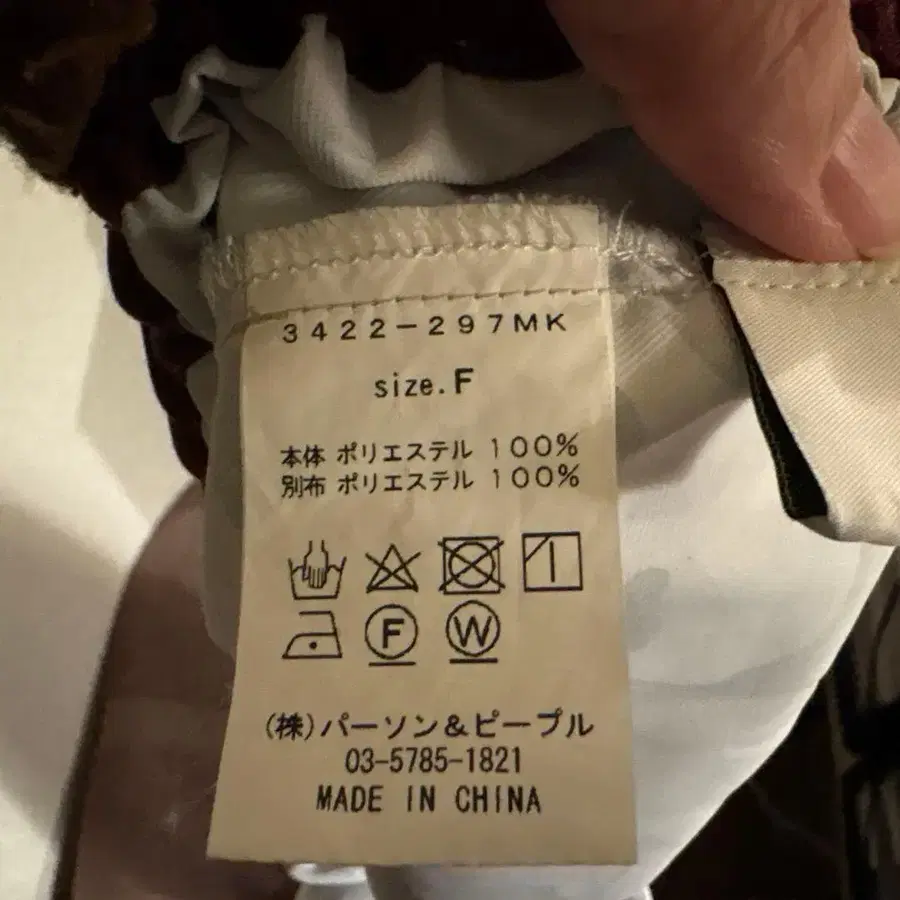 3422-297MK
size.F
本体 ポリエステル 100%
別布 ポリエステル 100%
F W
(株)パーソン&ピープル
03-5785-1821
MADE IN CHINA